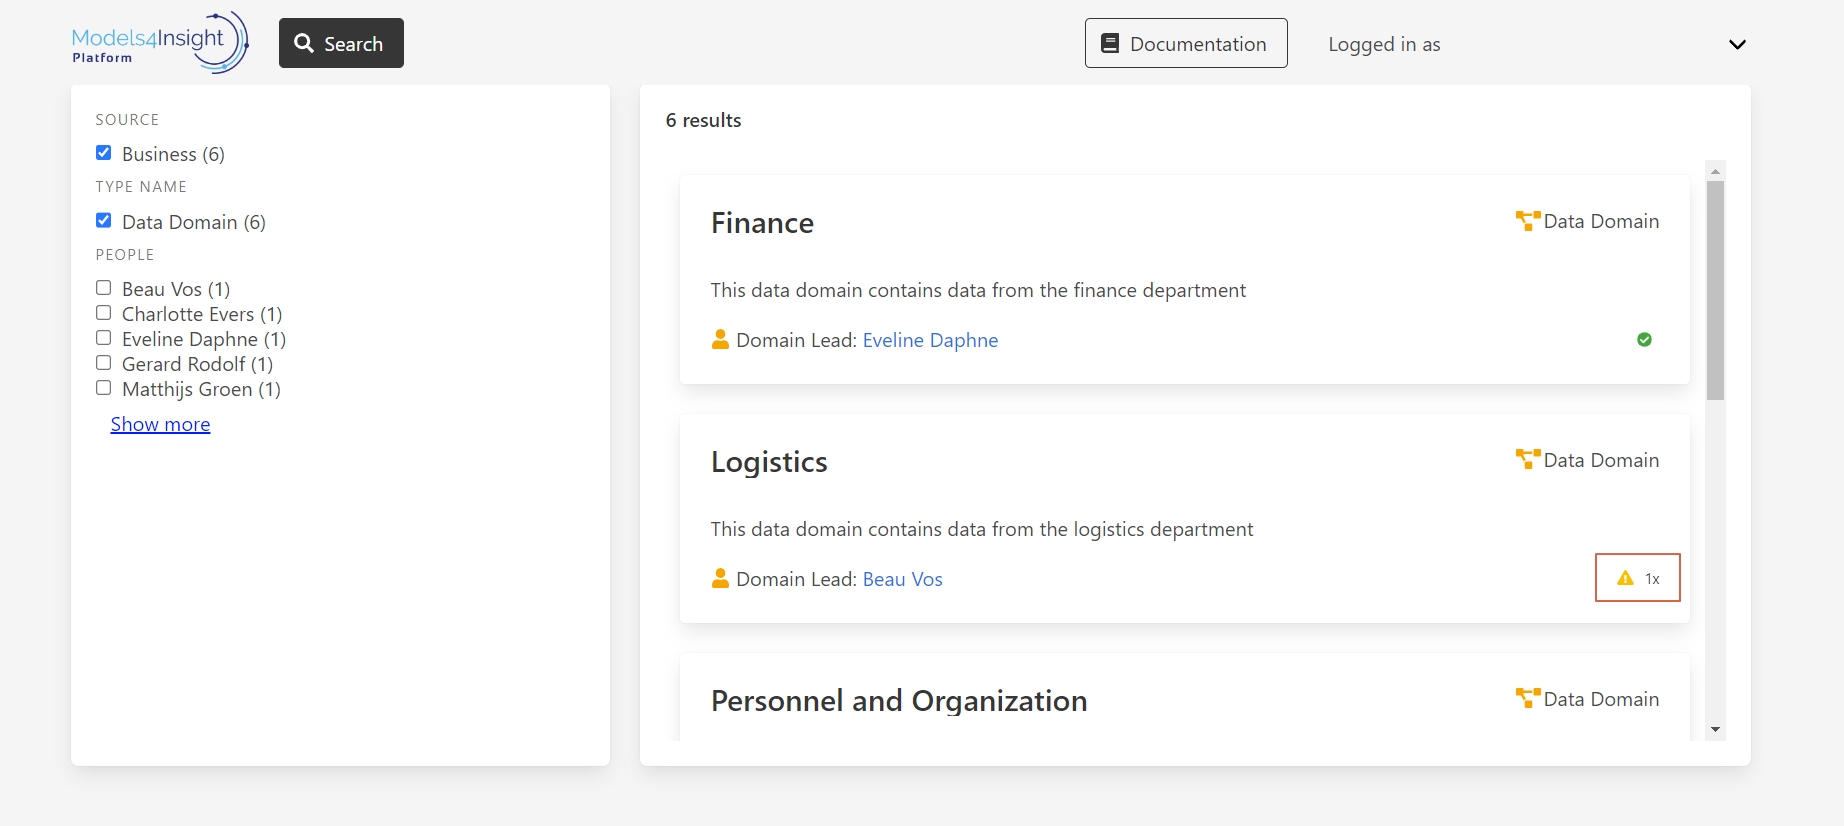 Models4Insight
Platform
Search
Documentation
Logged in as
SOURCE
Business (6)
TYPE NAME
Data Domain (6)
PEOPLE
Beau Vos (1)
Charlotte Evers (1)
Eveline Daphne (1)
Gerard Rodolf (1)
Matthijs Groen (1)
Show more
6 results
Finance
Data Domain
This data domain contains data from the finance department
Domain Lead: Eveline Daphne
Logistics
Data Domain
This data domain contains data from the logistics department
Domain Lead: Beau Vos
1x
Personnel and Organization
Data Domain